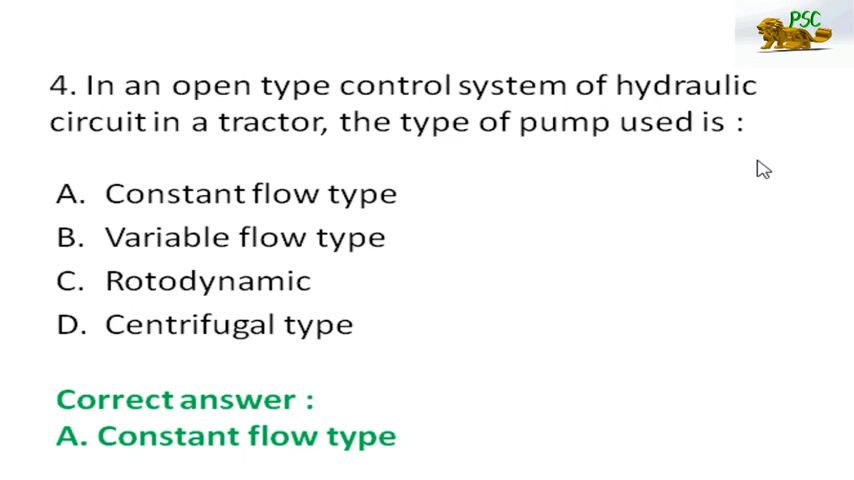 PSC
4. In an open type control system of hydraulic
circuit in a tractor, the type of pump used is :
A. Constant flow type
B. Variable flow type
C. Rotodynamic
D. Centrifugal type
Correct answer :
A. Constant flow type